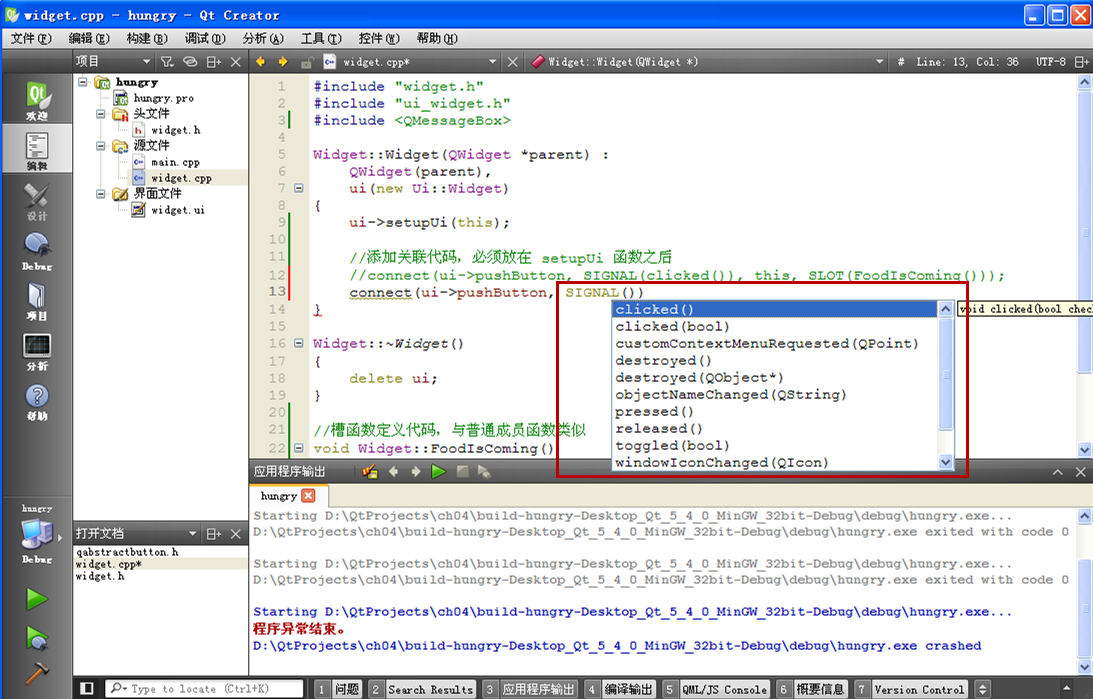 widget.cpp - hungry - Qt Creator
文件(F) 编辑(E) 构建(B) 调试(D) 分析(A) 工具(T) 控件(W) 帮助(H)
项目
widget.cpp*
Widget::Widget(QWidget *parent)
# Line: 13, Col: 36 UTF-8
欢迎
编辑
设计
Debug
项目
分析
帮助
hungry
Debug
hungry
hungry.pro
头文件
widget.h
源文件
main.cpp
widget.cpp
界面文件
widget.ui
打开文档
qabstractbutton.h
widget.cpp*
widget.h
1 #include "widget.h"
2 #include "ui_widget.h"
3 #include <QMessageBox>
4
5 Widget::Widget(QWidget *parent) :
6 QWidget(parent),
7 ui(new Ui::Widget)
8 {
9 ui->setupUi(this);
10
11 //添加关联代码，必须放在 setupUi 函数之后
12 //connect(ui->pushButton, SIGNAL(clicked()), this, SLOT(FoodIsComing()));
13 connect(ui->pushButton, SIGNAL())
14 }
15
16 Widget::~Widget()
17 {
18 delete ui;
19 }
20
21 //槽函数定义代码，与普通成员函数类似
22 void Widget::FoodIsComing()
clicked()
clicked(bool)
customContextMenuRequested(QPoint)
destroyed()
destroyed(QObject*)
objectNameChanged(QString)
pressed()
released()
toggled(bool)
windowIconChanged(QIcon)
void clicked(bool chec
应用程序输出
hungry
Starting D:\QtProjects\ch04\build-hungry-Desktop_Qt_5_4_0_MinGW_32bit-Debug\debug\hungry.exe...
D:\QtProjects\ch04\build-hungry-Desktop_Qt_5_4_0_MinGW_32bit-Debug\debug\hungry.exe exited with code 0
Starting D:\QtProjects\ch04\build-hungry-Desktop_Qt_5_4_0_MinGW_32bit-Debug\debug\hungry.exe...
D:\QtProjects\ch04\build-hungry-Desktop_Qt_5_4_0_MinGW_32bit-Debug\debug\hungry.exe exited with code 0
Starting D:\QtProjects\ch04\build-hungry-Desktop_Qt_5_4_0_MinGW_32bit-Debug\debug\hungry.exe...
程序异常结束。
D:\QtProjects\ch04\build-hungry-Desktop_Qt_5_4_0_MinGW_32bit-Debug\debug\hungry.exe crashed
Type to locate (Ctrl+K) 1 问题 2 Search Results 3 应用程序输出 4 编译输出 5 QML/JS Console 6 概要信息 7 Version Control